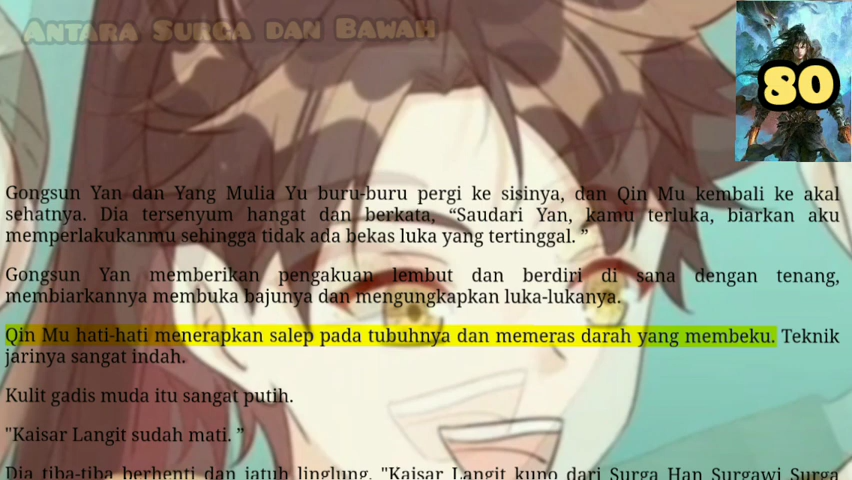 Antara Surga dan Bawah
80
Gongsun Yan dan Yang Mulia Yu buru-buru pergi ke sisinya, dan Qin Mu kembali ke akal
sehatnya. Dia tersenyum hangat dan berkata, “Saudari Yan, kamu terluka, biarkan aku
memperlakukanmu sehingga tidak ada bekas luka yang tertinggal. ”
Gongsun Yan memberikan pengakuan lembut dan berdiri di sana dengan tenang,
membiarkannya membuka bajunya dan mengungkapkan luka-lukanya.
Qin Mu hati-hati menerapkan salep pada tubuhnya dan memeras darah yang membeku. Teknik
jarinya sangat indah.
Kulit gadis muda itu sangat putih.
"Kaisar Langit sudah mati. ”
Dia tiba-tiba berhenti dan jatuh linglung. "Kaisar Langit kuno dari Surga Han Surgawi Surga